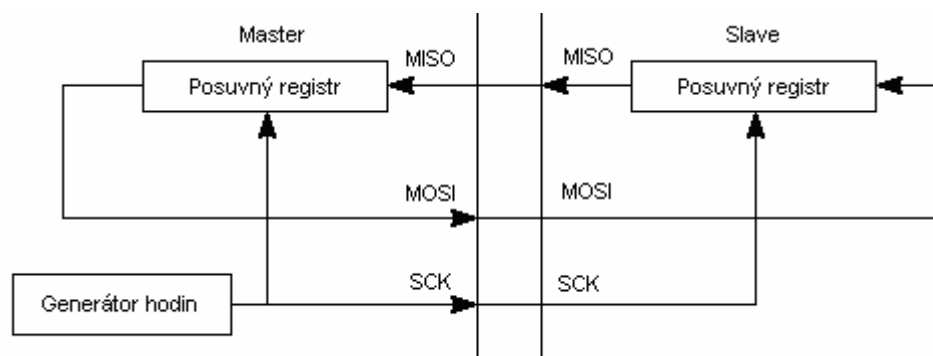 Master
Slave
MISO
MISO
Posuvný registr
Posuvný registr
MOSI
MOSI
SCK
SCK
Generátor hodin